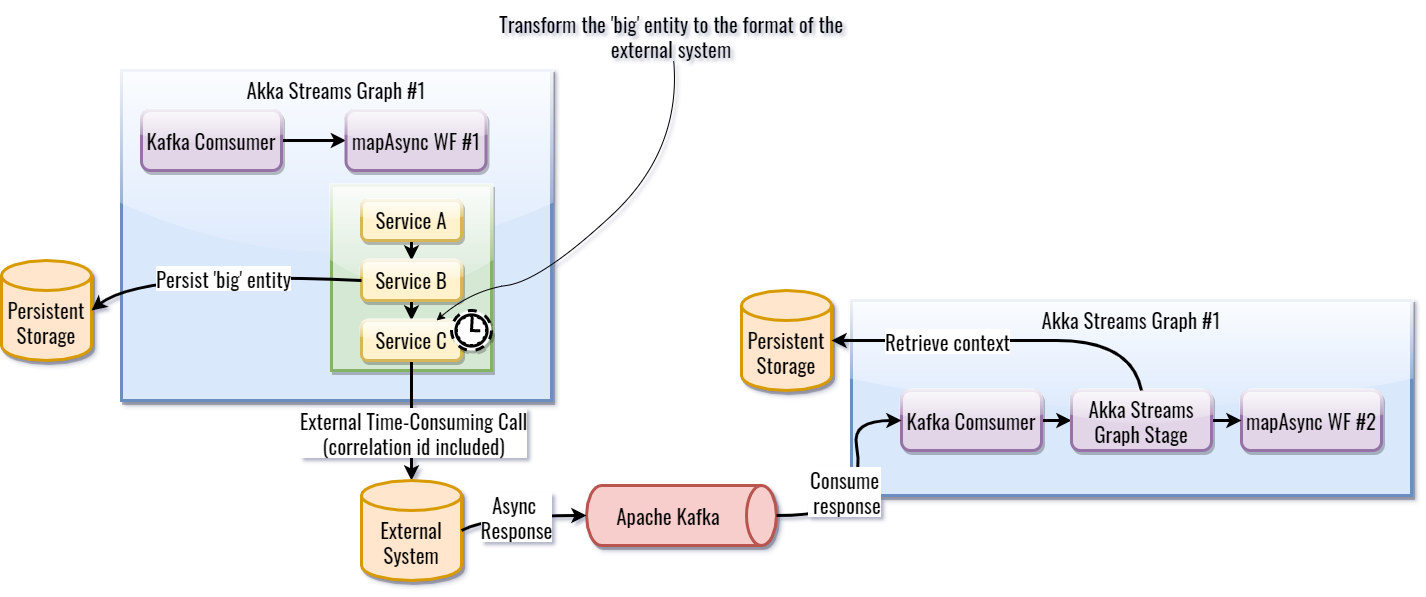 Transform the 'big' entity to the format of the
external system
Akka Streams Graph #1
Kafka Comsumer
mapAsync WF #1
Service A
Persist 'big' entity
Service B
Persistent
Storage
Service C
External Time-Consuming Call
(correlation id included)
External
System
Async
Response
Apache Kafka
Consume
response
Persistent
Storage
Akka Streams Graph #1
Retrieve context
Kafka Comsumer
Akka Streams
Graph Stage
mapAsync WF #2